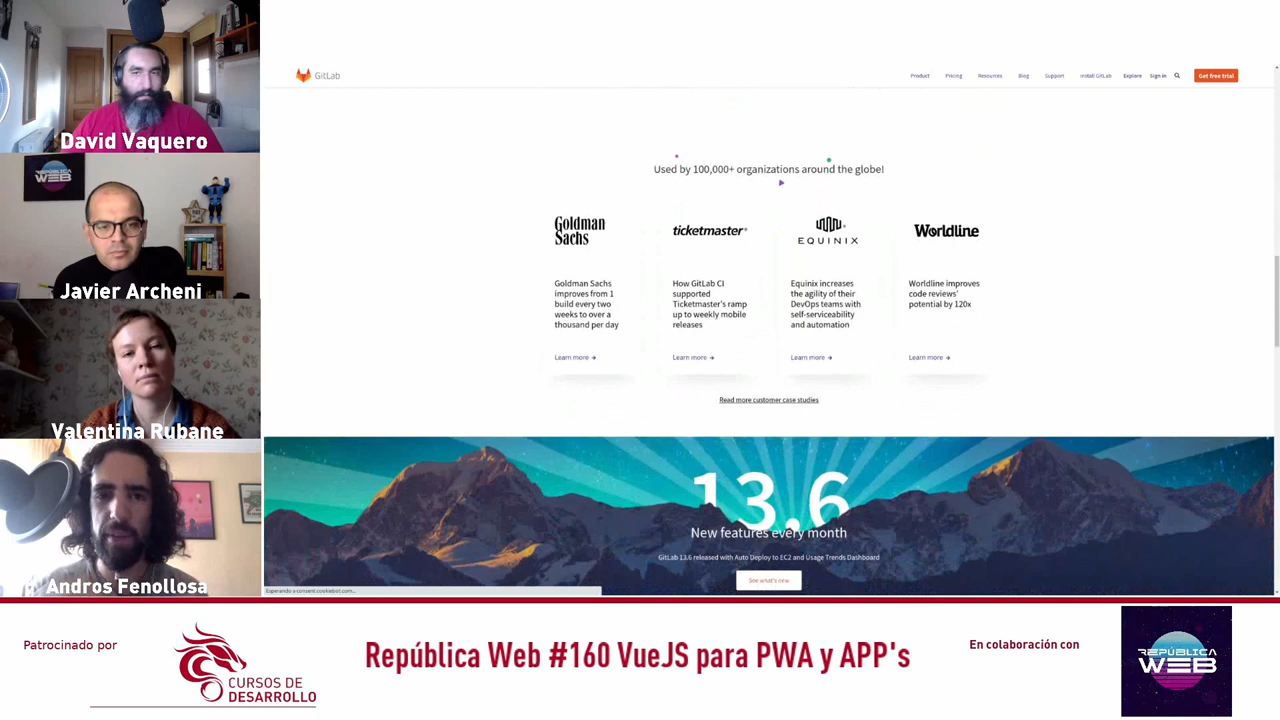 David Vaquero
REPÚBLICA
WEB
Javier Archeni
Valentina Rubane
Andros Fenollosa
GitLab
Product Pricing Resources Blog Support Install GitLab Explore Sign in Get free trial
Used by 100,000+ organizations around the globe!
Goldman
Sachs
Goldman Sachs
improves from 1
build every two
weeks to over a
thousand per day
Learn more →
ticketmaster®
How GitLab CI
supported
Ticketmaster's ramp
up to weekly mobile
releases
Learn more →
EQUINIX
Equinix increases
the agility of their
DevOps teams with
self-serviceability
and automation
Learn more →
Worldline
Worldline improves
code reviews'
potential by 120x
Learn more →
Read more customer case studies
13.6
New features every month
GitLab 13.6 released with Auto Deploy to EC2 and Usage Trends Dashboard
See what's new
Esperando a consent.cookiebot.com...
Patrocinado por
CURSOS DE
DESARROLLO
República Web #160 VueJS para PWA y APP's
En colaboración con
REPÚBLICA
WEB